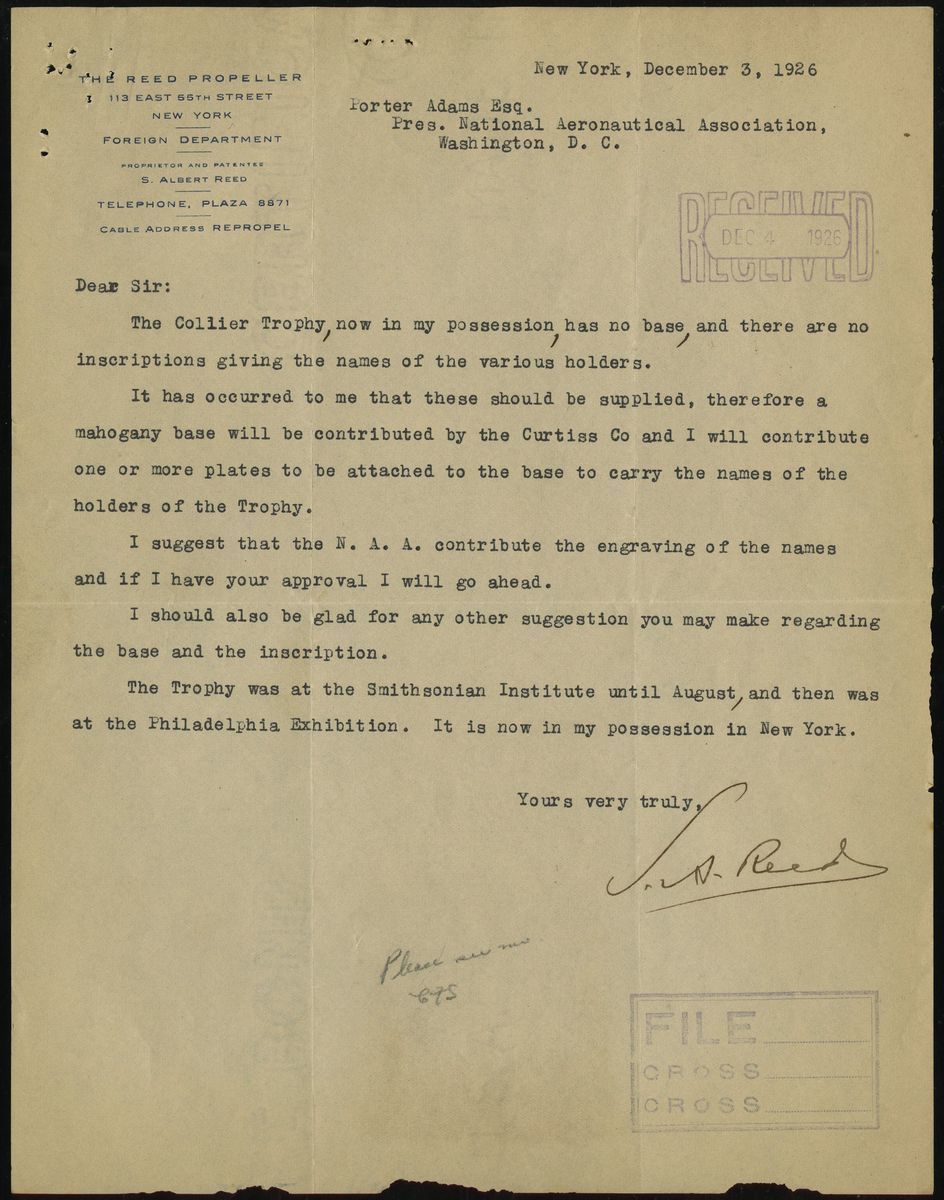 THE REED PROPELLER
113 EAST 55TH STREET
NEW YORK
FOREIGN DEPARTMENT
PROPRIETOR AND PATENTEE
S. ALBERT REED
TELEPHONE, PLAZA 8871
CABLE ADDRESS REPROPEL
New York, December 3, 1926
Porter Adams Esq.
Pres. National Aeronautical Association,
Washington, D. C.
RECEIVED
DEC 4 1926
Dear Sir:
The Collier Trophy, now in my possession, has no base, and there are no
inscriptions giving the names of the various holders.
It has occurred to me that these should be supplied, therefore a
mahogany base will be contributed by the Curtiss Co and I will contribute
one or more plates to be attached to the base to carry the names of the
holders of the Trophy.
I suggest that the N. A. A. contribute the engraving of the names
and if I have your approval I will go ahead.
I should also be glad for any other suggestion you may make regarding
the base and the inscription.
The Trophy was at the Smithsonian Institute until August, and then was
at the Philadelphia Exhibition. It is now in my possession in New York.
Yours very truly,
S. A. Reed
Please see me
FILE
CROSS
CROSS